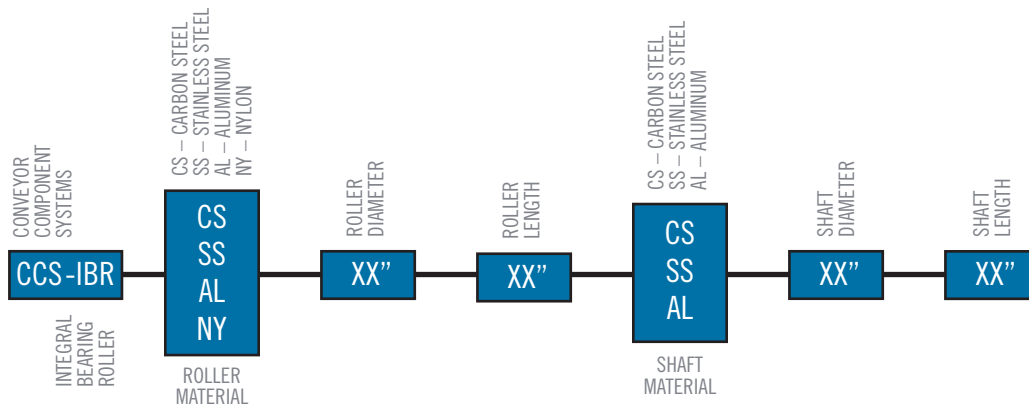 CONVEYOR
COMPONENT
SYSTEMS
CCS-IBR
INTEGRAL
BEARING
ROLLER
CS – CARBON STEEL
SS – STAINLESS STEEL
AL – ALUMINUM
NY – NYLON
CS
SS
AL
NY
ROLLER
MATERIAL
ROLLER
DIAMETER
XX”
ROLLER
LENGTH
XX”
CS – CARBON STEEL
SS – STAINLESS STEEL
AL – ALUMINUM
CS
SS
AL
SHAFT
MATERIAL
SHAFT
DIAMETER
XX”
SHAFT
LENGTH
XX”